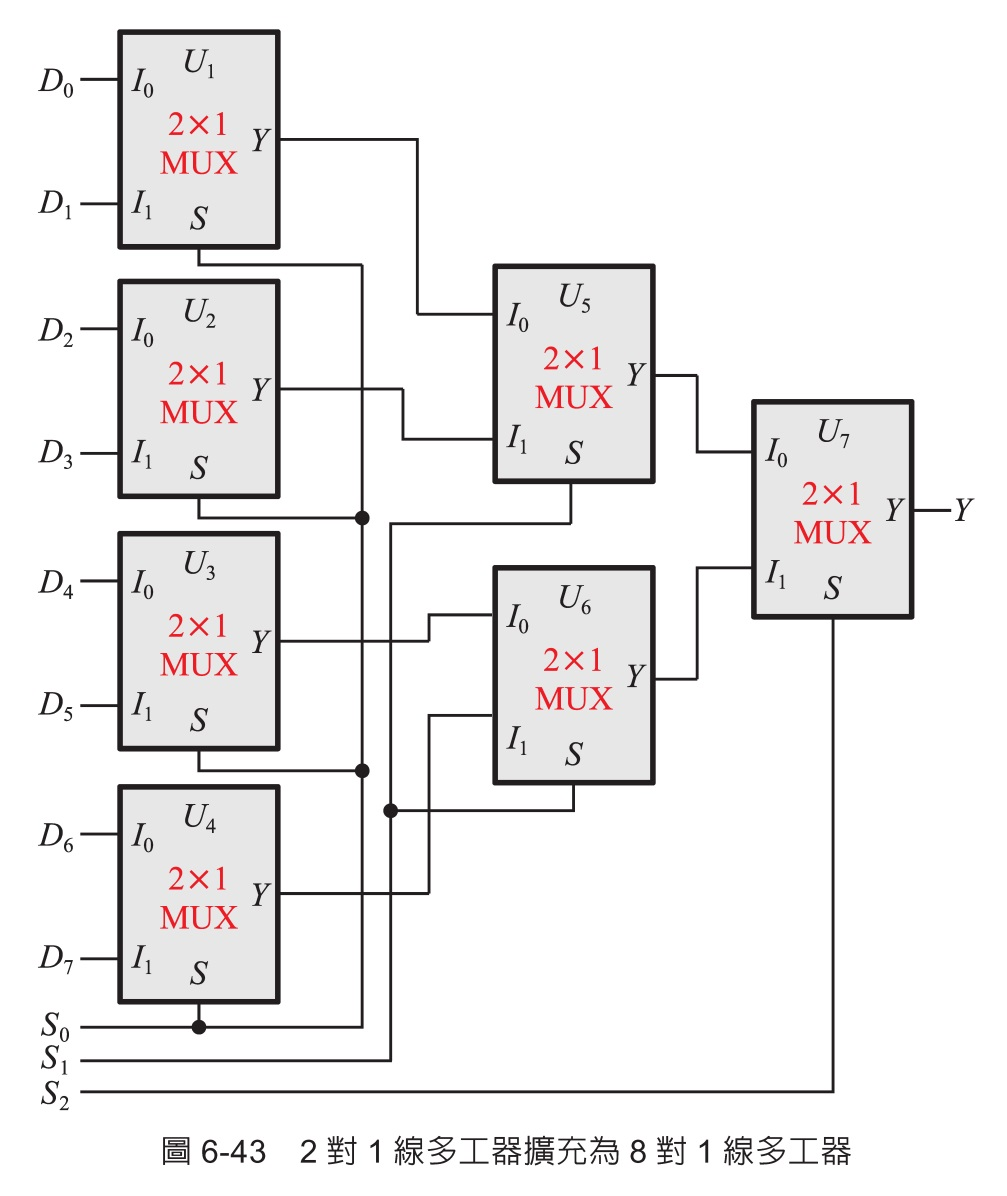 U₁
D₀ I₀
2×1
MUX
Y
D₁ I₁
S
U₂
D₂ I₀
2×1
MUX
Y
D₃ I₁
S
U₃
D₄ I₀
2×1
MUX
Y
D₅ I₁
S
U₄
D₆ I₀
2×1
MUX
Y
D₇ I₁
S
S₀
S₁
S₂
U₅
I₀
2×1
MUX
Y
I₁
S
U₆
I₀
2×1
MUX
Y
I₁
S
U₇
I₀
2×1
MUX
Y Y
I₁
S
圖 6-43 2 對 1 線多工器擴充為 8 對 1 線多工器